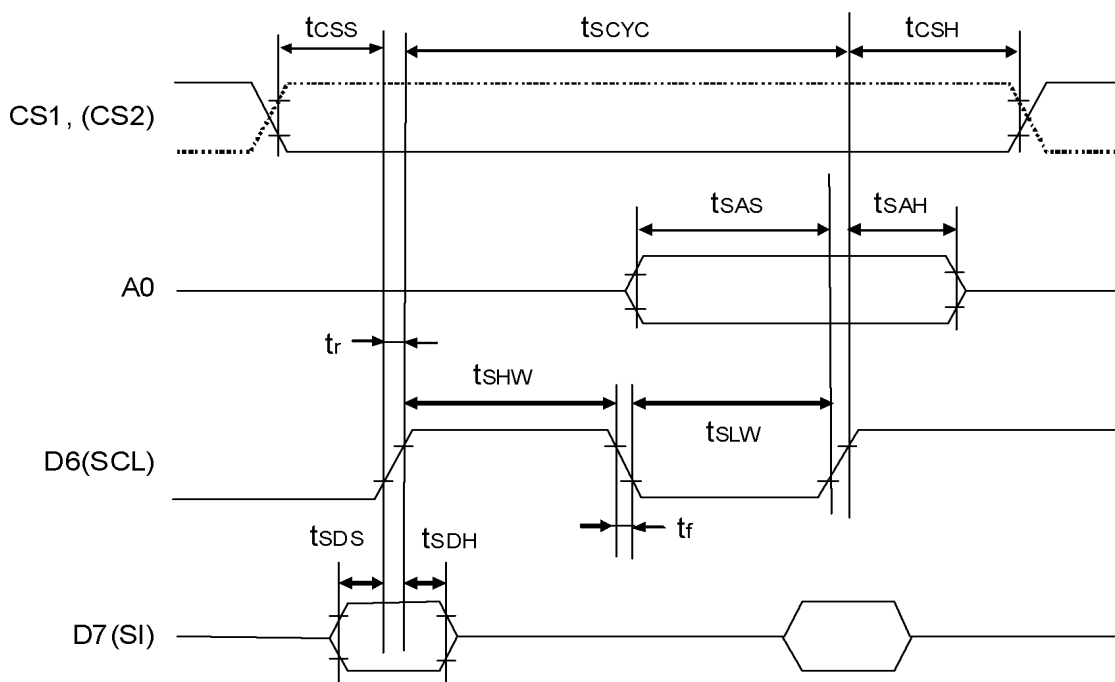 tCSS
tSCYC
tCSH
CS1, (CS2)
tSAS
tSAH
A0
tr
tSHW
tSLW
D6(SCL)
tSDS
tSDH
tf
D7(SI)